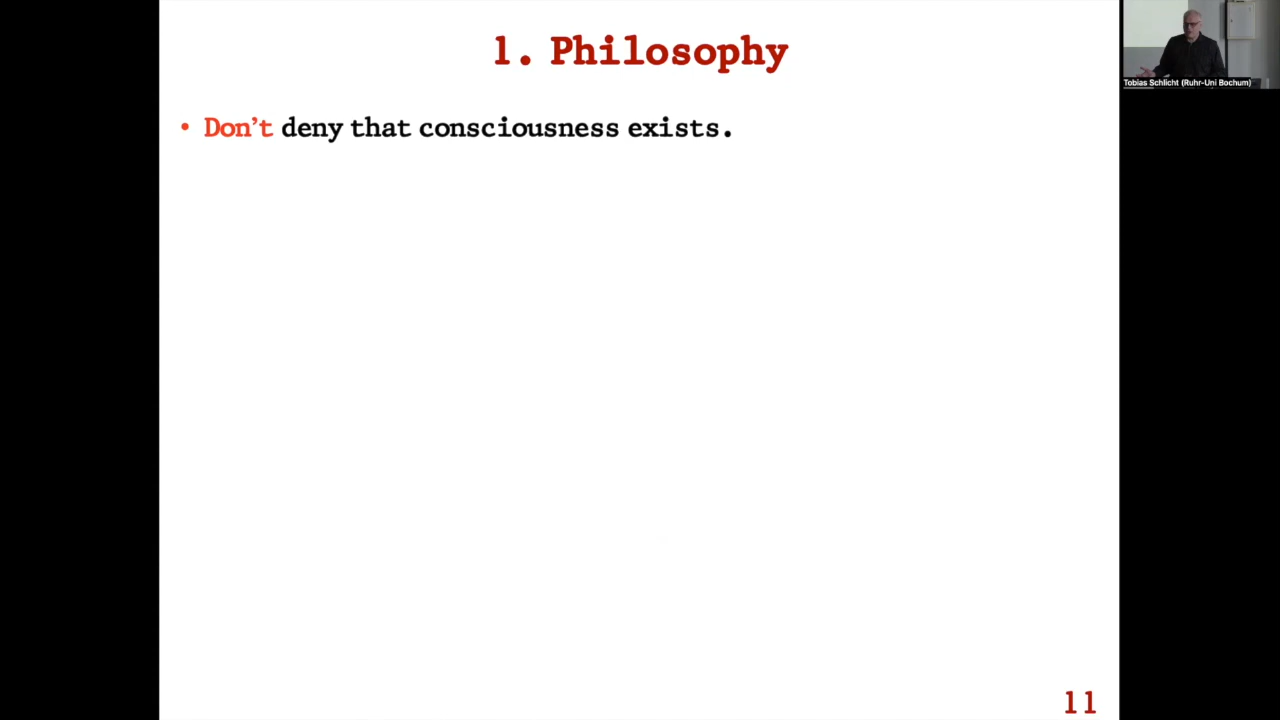 1. Philosophy
• Don't deny that consciousness exists.
Tobias Schlicht (Ruhr-Uni Bochum)
11